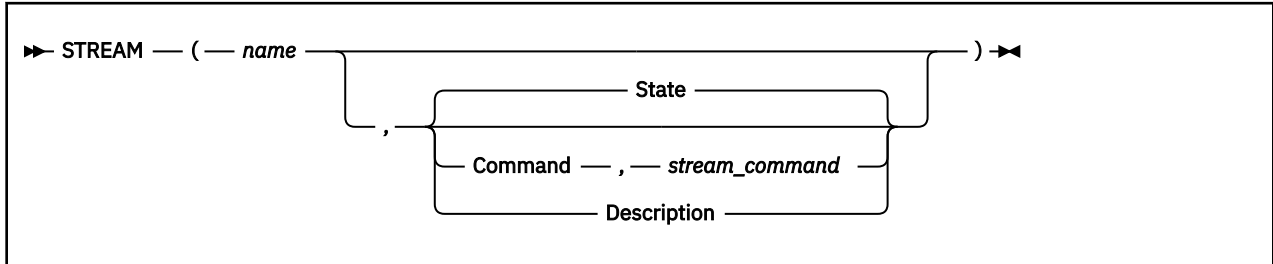 STREAM ( name )
State
,
Command , stream_command
Description